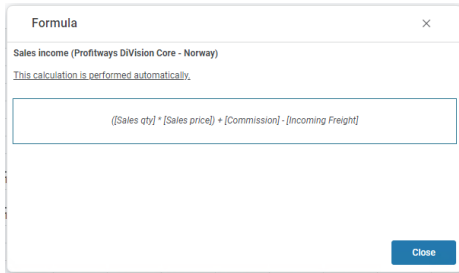 Formula
Sales income (Profitways DiVision Core - Norway)
This calculation is performed automatically.
([Sales qty] * [Sales price]) + [Commission] - [Incoming Freight]
Close